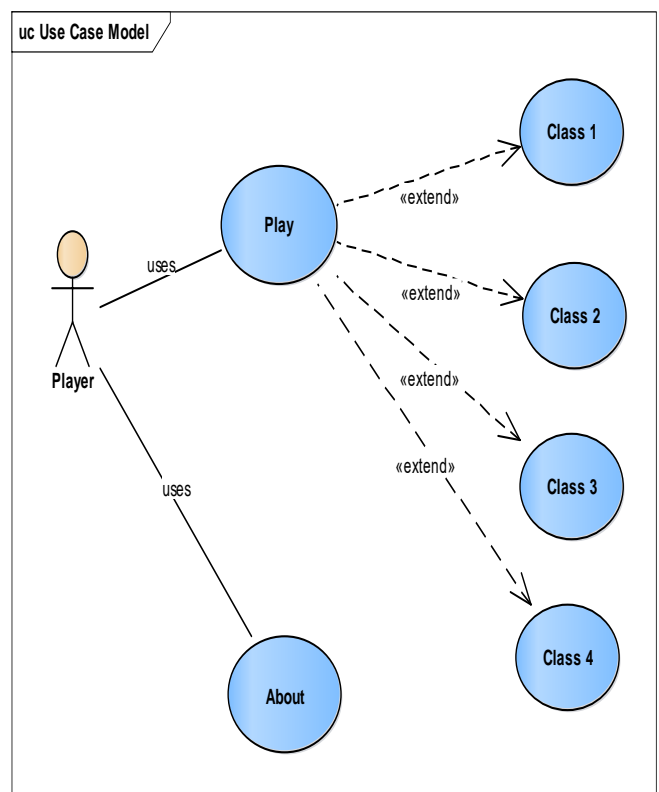 uc Use Case Model
Class 1
«extend»
Play
uses
«extend»
Class 2
Player
«extend»
«extend»
Class 3
uses
Class 4
About